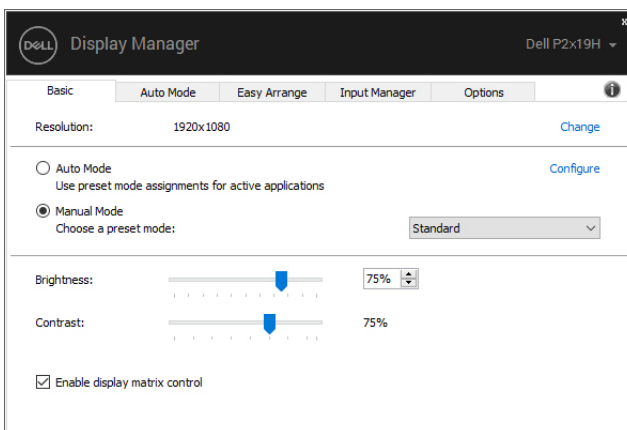 x
DELL Display Manager Dell P2x19H
Basic Auto Mode Easy Arrange Input Manager Options i
Resolution: 1920x1080 Change
Auto Mode Configure
Use preset mode assignments for active applications
Manual Mode
Choose a preset mode: Standard
Brightness: 75%
Contrast: 75%
Enable display matrix control